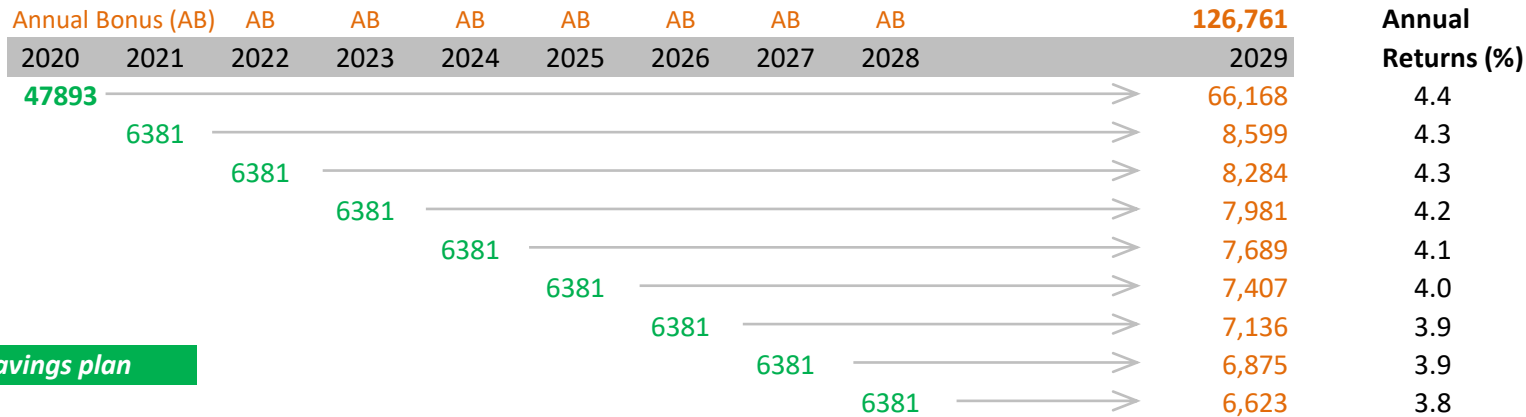 Annual Bonus (AB) AB AB AB AB AB AB AB 126,761 Annual
2020 2021 2022 2023 2024 2025 2026 2027 2028 2029 Returns (%)
47893 66,168 4.4
6381 8,599 4.3
6381 8,284 4.3
6381 7,981 4.2
6381 7,689 4.1
6381 7,407 4.0
6381 7,136 3.9
plan 6381 6,875 3.9
6381 6,623 3.8